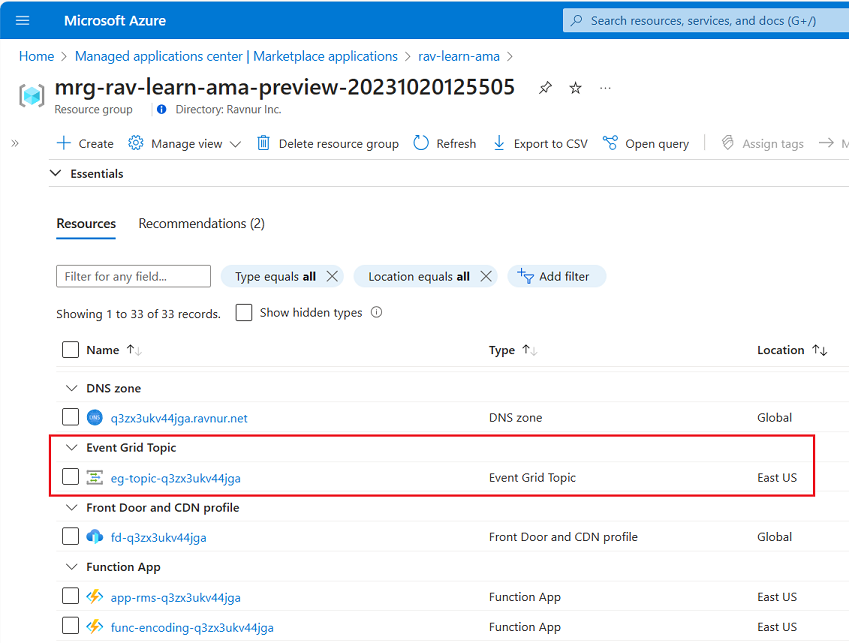 Microsoft Azure
Search resources, services, and docs (G+/)
Home > Managed applications center | Marketplace applications > rav-learn-ama >
mrg-rav-learn-ama-preview-20231020125505
Resource group
Directory: Ravnur Inc.
Create Manage view Delete resource group Refresh Export to CSV Open query Assign tags M
Essentials
Resources Recommendations (2)
Filter for any field... Type equals all Location equals all Add filter
Showing 1 to 33 of 33 records. Show hidden types
Name Type Location
DNS zone
DNS q3zx3ukv44jga.ravnur.net DNS zone Global
Event Grid Topic
eg-topic-q3zx3ukv44jga Event Grid Topic East US
Front Door and CDN profile
fd-q3zx3ukv44jga Front Door and CDN profile Global
Function App
app-rms-q3zx3ukv44jga Function App East US
func-encoding-q3zx3ukv44jga Function App East US